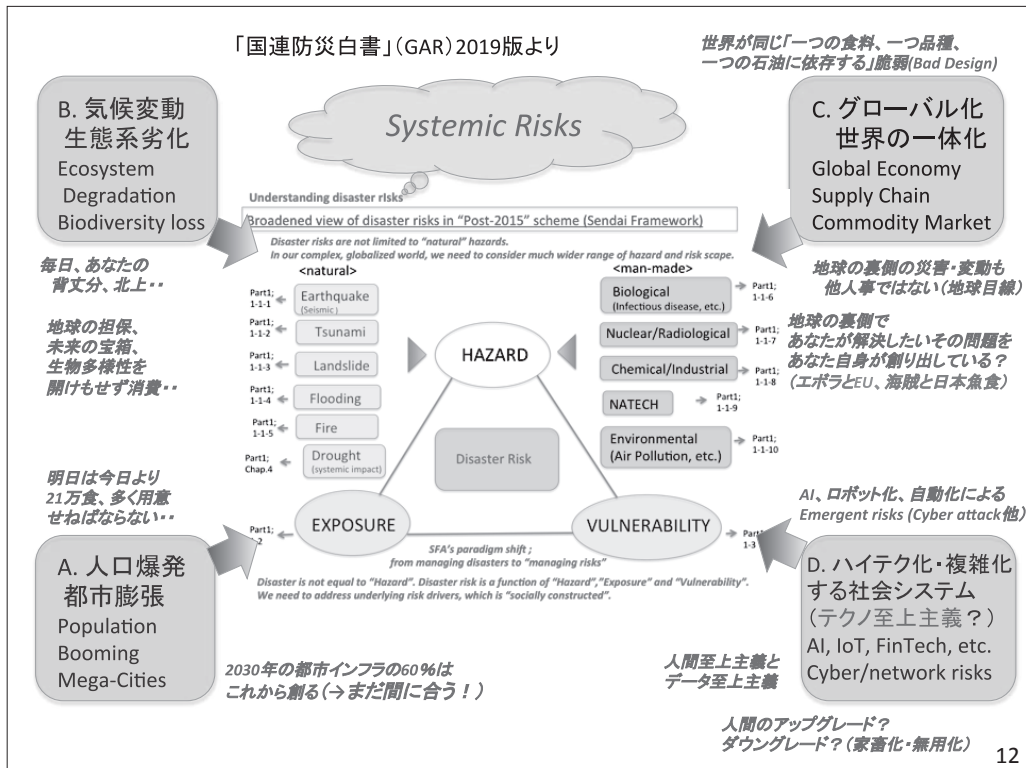 「国連防災白書」(GAR)2019版より
世界が同じ「一つの食料、一つ品種、
一つの石油に依存する」脆弱(Bad Design)
B. 気候変動
生態系劣化
Ecosystem
Degradation
Biodiversity loss
Systemic Risks
C. グローバル化
世界の一体化
Global Economy
Supply Chain
Commodity Market
Understanding disaster risks
Broadened view of disaster risks in "Post-2015" scheme (Sendai Framework)
Disaster risks are not limited to "natural" hazards.
In our complex, globalized world, we need to consider much wider range of hazard and risk scope.
毎日、あなたの
背丈分、北上・・
地球の担保、
未来の宝箱、
生物多様性を
開けもせず消費・・
<natural>
Part1;
1-1-1
Earthquake
(Seismic)
Part1;
1-1-2
Tsunami
Part1;
1-1-3
Landslide
Part1;
1-1-4
Flooding
Part1;
1-1-5
Fire
Part1;
Chap.4
Drought
(systemic impact)
HAZARD
Disaster Risk
<man-made>
Biological
(Infectious disease, etc.)
Part1;
1-1-6
Nuclear/Radiological
Part1;
1-1-7
Chemical/Industrial
Part1;
1-1-8
NATECH
Part1;
1-1-9
Environmental
(Air Pollution, etc.)
Part1;
1-1-10
地球の裏側の災害・変動も
他人事ではない(地球目線)
地球の裏側で
あなたが解決したいその問題を
あなた自身が創り出している?
(エボラとEU、海賊と日本魚食)
明日は今日より
21万食、多く用意
せねばならない・・
Part1;
1-2
EXPOSURE
VULNERABILITY
Part1;
1-3
AI、ロボット化、自動化による
Emergent risks (Cyber attack他)
SFA's paradigm shift ;
from managing disasters to "managing risks"
Disaster is not equal to "Hazard". Disaster risk is a function of "Hazard","Exposure" and "Vulnerability".
We need to address underlying risk drivers, which is "socially constructed".
A. 人口爆発
都市膨張
Population
Booming
Mega-Cities
2030年の都市インフラの60%は
これから創る(→まだ間に合う!)
D. ハイテク化・複雑化
する社会システム
(テクノ至上主義?)
AI, IoT, FinTech, etc.
Cyber/network risks
人間至上主義と
データ至上主義
人間のアップグレード?
ダウングレード?(家畜化・無用化)
12